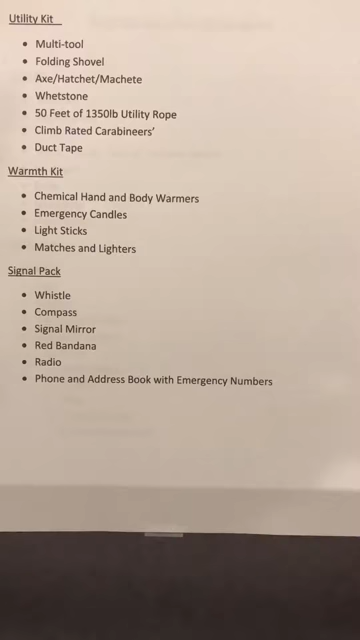 Utility Kit
• Multi-tool
• Folding Shovel
• Axe/Hatchet/Machete
• Whetstone
• 50 Feet of 1350lb Utility Rope
• Climb Rated Carabineers’
• Duct Tape
Warmth Kit
• Chemical Hand and Body Warmers
• Emergency Candles
• Light Sticks
• Matches and Lighters
Signal Pack
• Whistle
• Compass
• Signal Mirror
• Red Bandana
• Radio
• Phone and Address Book with Emergency Numbers